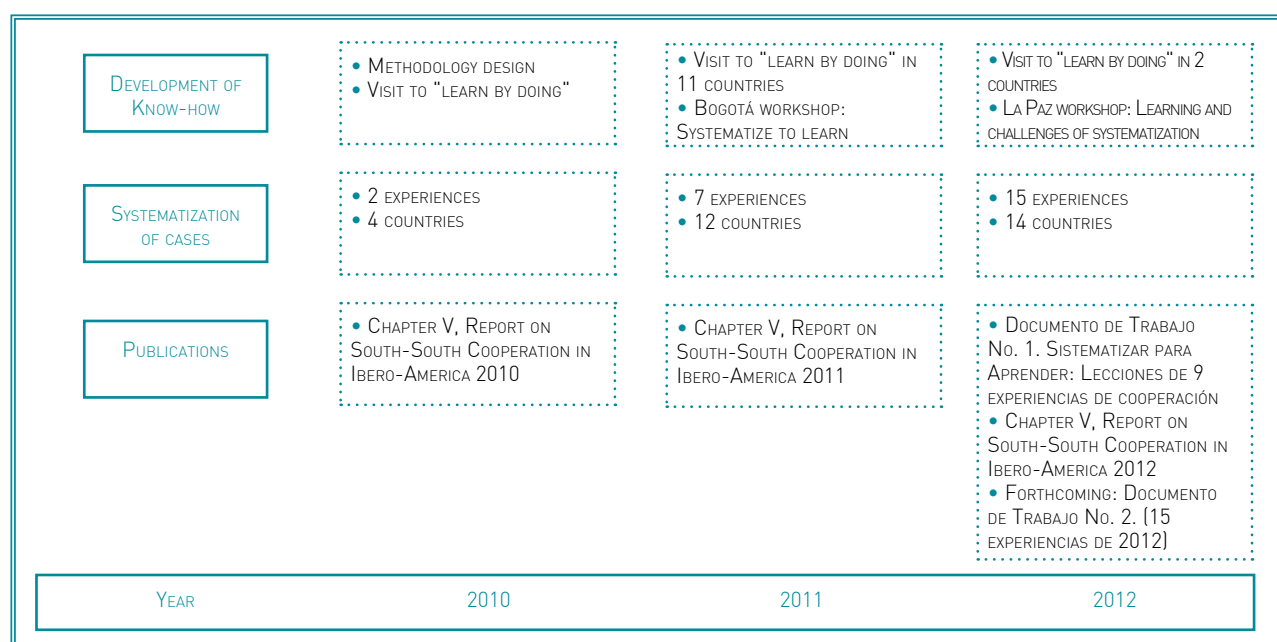 Development of
Know-how
• Methodology design
• Visit to "learn by doing"
• Visit to "learn by doing" in
11 countries
• Bogotá workshop:
Systematize to learn
• Visit to "learn by doing" in 2
countries
• La Paz workshop: Learning and
challenges of systematization
Systematization
of cases
• 2 experiences
• 4 countries
• 7 experiences
• 12 countries
• 15 experiences
• 14 countries
Publications
• Chapter V, Report on
South-South Cooperation in
Ibero-America 2010
• Chapter V, Report on
South-South Cooperation in
Ibero-America 2011
• Documento de Trabajo
No. 1. Sistematizar para
Aprender: Lecciones de 9
experiencias de cooperación
• Chapter V, Report on
South-South Cooperation in
Ibero-America 2012
• Forthcoming: Documento
de Trabajo No. 2. (15
experiencias de 2012)
Year 2010 2011 2012